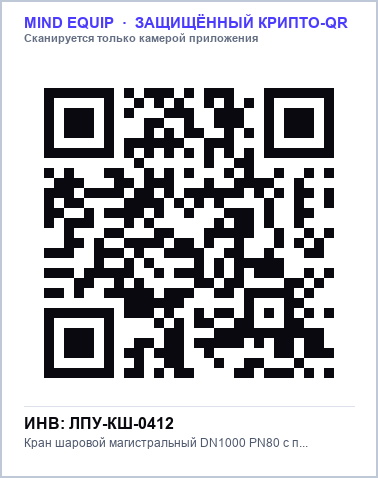 MIND EQUIP · ЗАЩИЩЁННЫЙ КРИПТО-QR
Сканируется только камерой приложения
ИНВ: ЛПУ-КШ-0412
Кран шаровой магистральный DN1000 PN80 с п...